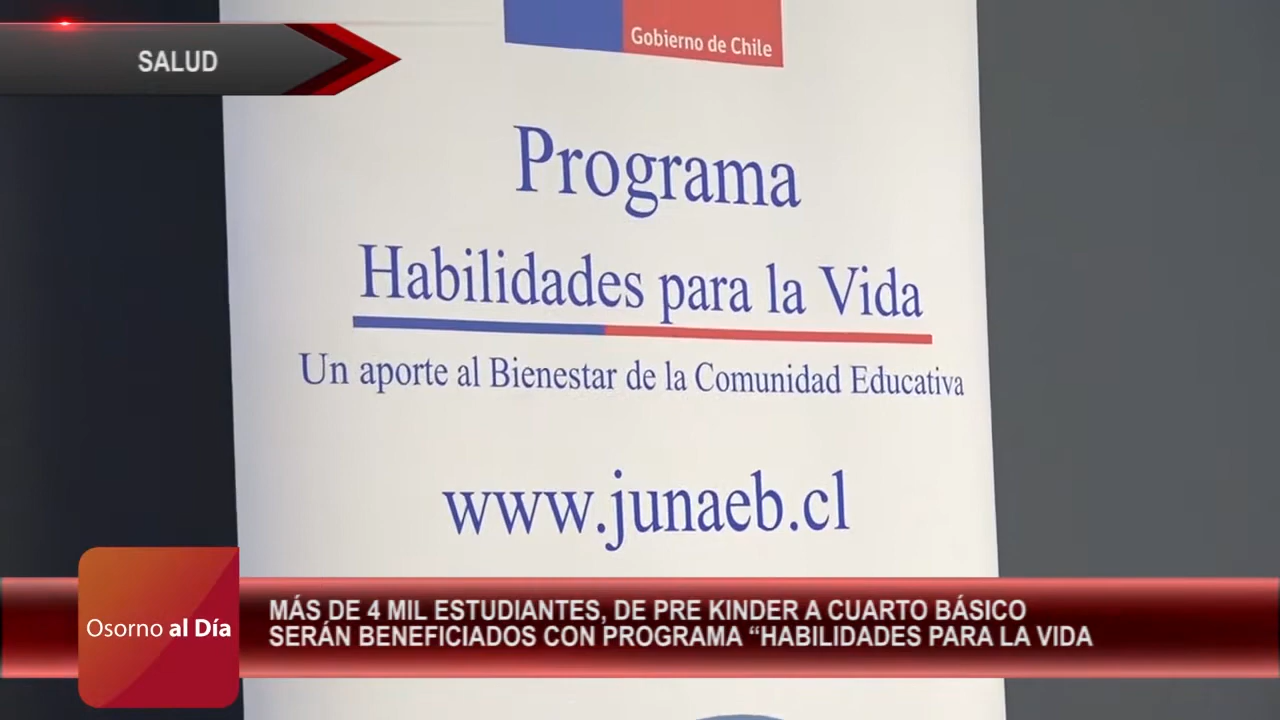 SALUD
Gobierno de Chile
Programa
Habilidades para la Vida
Un aporte al Bienestar de la Comunidad Educativa
www.junaeb.cl
Osorno al Día
MÁS DE 4 MIL ESTUDIANTES, DE PRE KINDER A CUARTO BÁSICO
SERÁN BENEFICIADOS CON PROGRAMA “HABILIDADES PARA LA VIDA